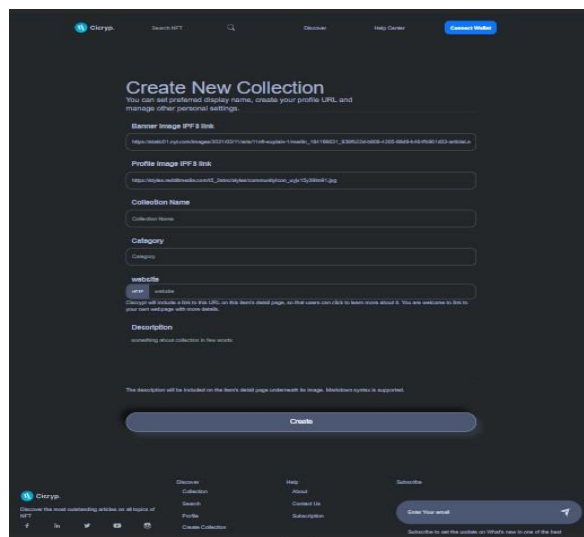 Cicryp.
Search NFT
Discover
Help Center
Connect Wallet
Create New Collection
You can set preferred display name, create your profile URL and
manage other personal settings.
Banner Image IPFS link
Profile Image IPFS link
Collection Name
Collection Name
Category
Category
website
HTTP website
will include a link to this URL on this item's detail page, so that users can click to learn more about it. You are welcome to link to
your own webpage with more details.
Description
something about collection in few words
The description will be included on the item's detail page underneath its image. Markdown syntax is supported.
Create
Cicryp.
Discover the most outstanding articles on all topics of
NFT
Discover
Collection
Search
Profile
Create Collection
Help
About
Contact Us
Subscription
Subscribe
Enter Your email
Subscribe to get the update on What's new in one of the best